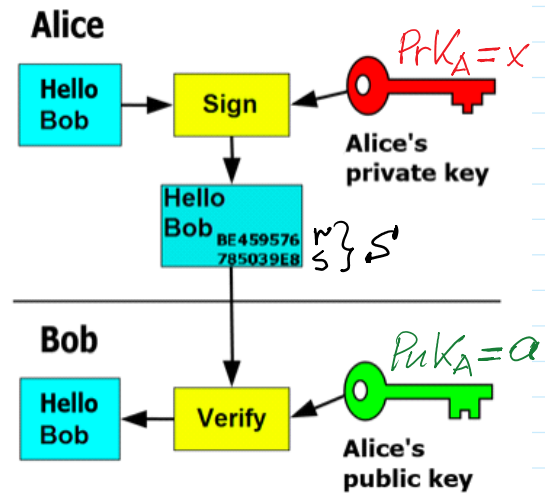 Alice
PrK_A = x
Hello
Bob
Sign
Alice's
private key
Hello
Bob
BE459576
785039E8
r
s
} S
Bob
PuK_A = a
Hello
Bob
Verify
Alice's
public key